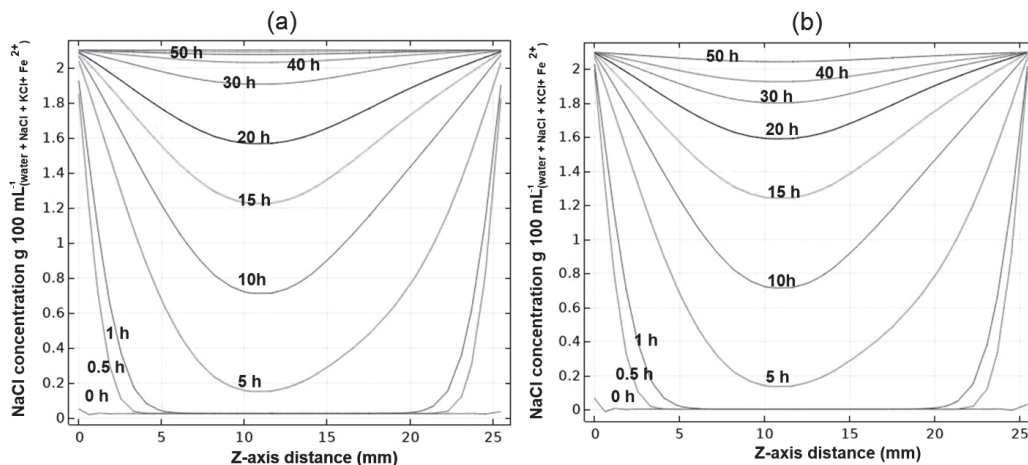 (a)
NaCl concentration g 100 mL-1(water + NaCl + KCl+ Fe 2+)
2
1.8
1.6
1.4
1.2
1
0.8
0.6
0.4
0.2
0
50 h
40 h
30 h
20 h
15 h
10h
5 h
1 h
0.5 h
0 h
0
5
10
15
20
25
Z-axis distance (mm)
(b)
NaCl concentration g 100 mL-1(water + NaCl + KCl+ Fe 2+)
2
1.8
1.6
1.4
1.2
1
0.8
0.6
0.4
0.2
0
50 h
40 h
30 h
20 h
15 h
10h
5 h
1 h
0.5 h
0 h
0
5
10
15
20
25
Z-axis distance (mm)